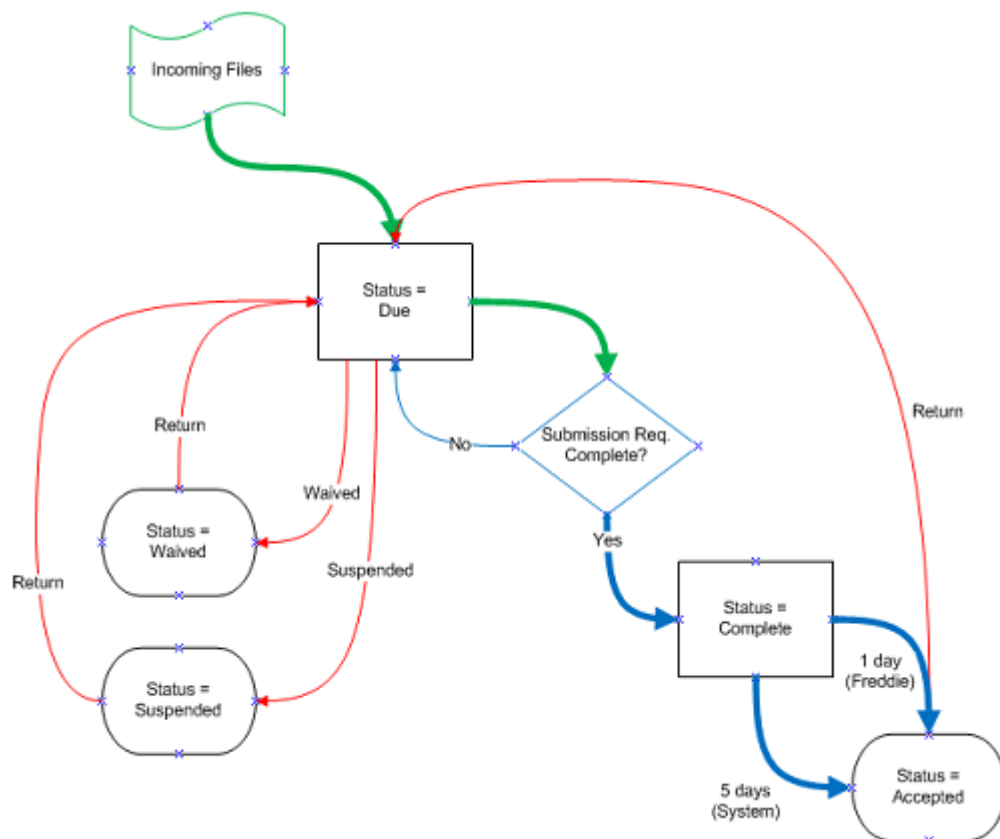 Incoming Files
Status =
Due
Return
No
Submission Req.
Complete?
Return
Waived
Status =
Waived
Yes
Suspended
Return
Status =
Complete
1 day
(Freddie)
Status =
Suspended
5 days
(System)
Status =
Accepted